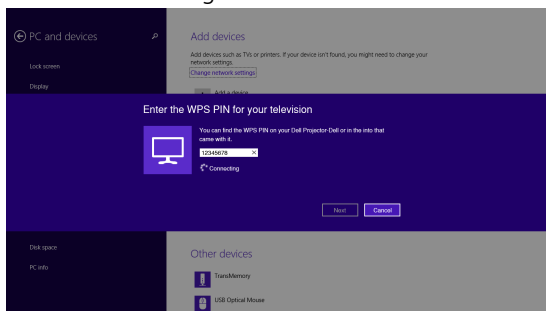 PC and devices
Lock screen
Display
Add devices
Add devices such as TVs or printers. If your device isn't found, you might need to change your
network settings.
Change network settings
Add a device
Enter the WPS PIN for your television
You can find the WPS PIN on your Dell Projector-Dell or in the into that
came with it.
12345678
Connecting
Next
Cancel
Disk space
PC info
Other devices
TransMemory
USB Optical Mouse